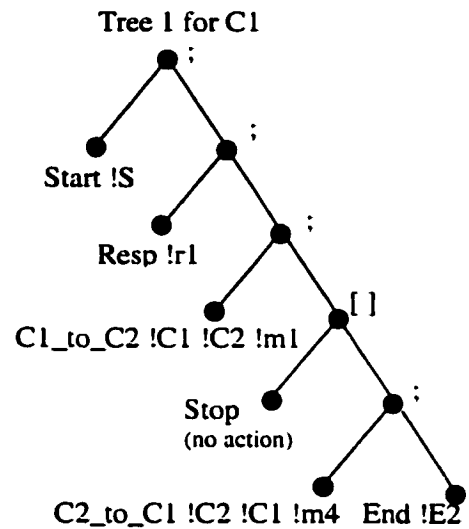 Tree 1 for C1
;
;
Start !S
;
Resp !r1
[ ]
C1_to_C2 !C1 !C2 !m1
;
Stop
(no action)
C2_to_C1 !C2 !C1 !m4 End !E2